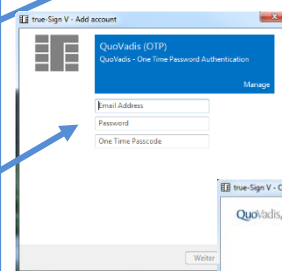 true-Sign V - Add account
QuoVadis (OTP)
QuoVadis - One Time Password Authentication
Manage
Email Address
Password
One Time Passcode
true-Sign V - C
QuoVadis
Weiter